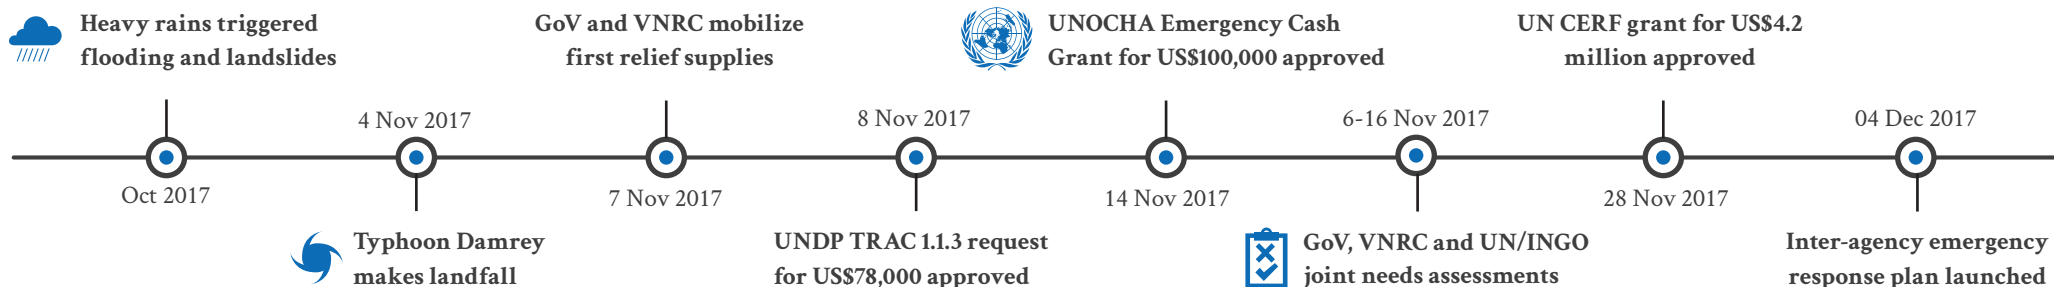 Heavy rains triggered
flooding and landslides
Oct 2017
4 Nov 2017
Typhoon Damrey
makes landfall
GoV and VNRC mobilize
first relief supplies
7 Nov 2017
8 Nov 2017
UNDP TRAC 1.1.3 request
for US$78,000 approved
UNOCHA Emergency Cash
Grant for US$100,000 approved
14 Nov 2017
6-16 Nov 2017
GoV, VNRC and UN/INGO
joint needs assessments
UN CERF grant for US$4.2
million approved
28 Nov 2017
04 Dec 2017
Inter-agency emergency
response plan launched